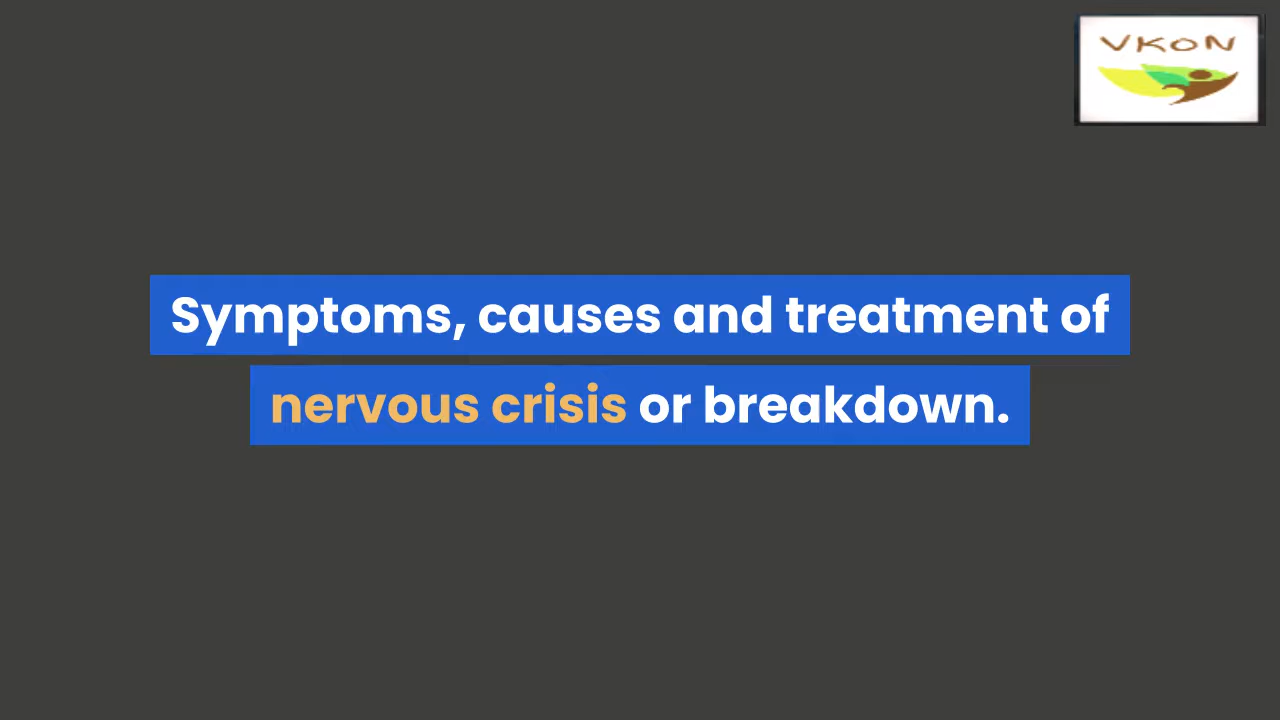 VKON
Symptoms, causes and treatment of
nervous crisis or breakdown.